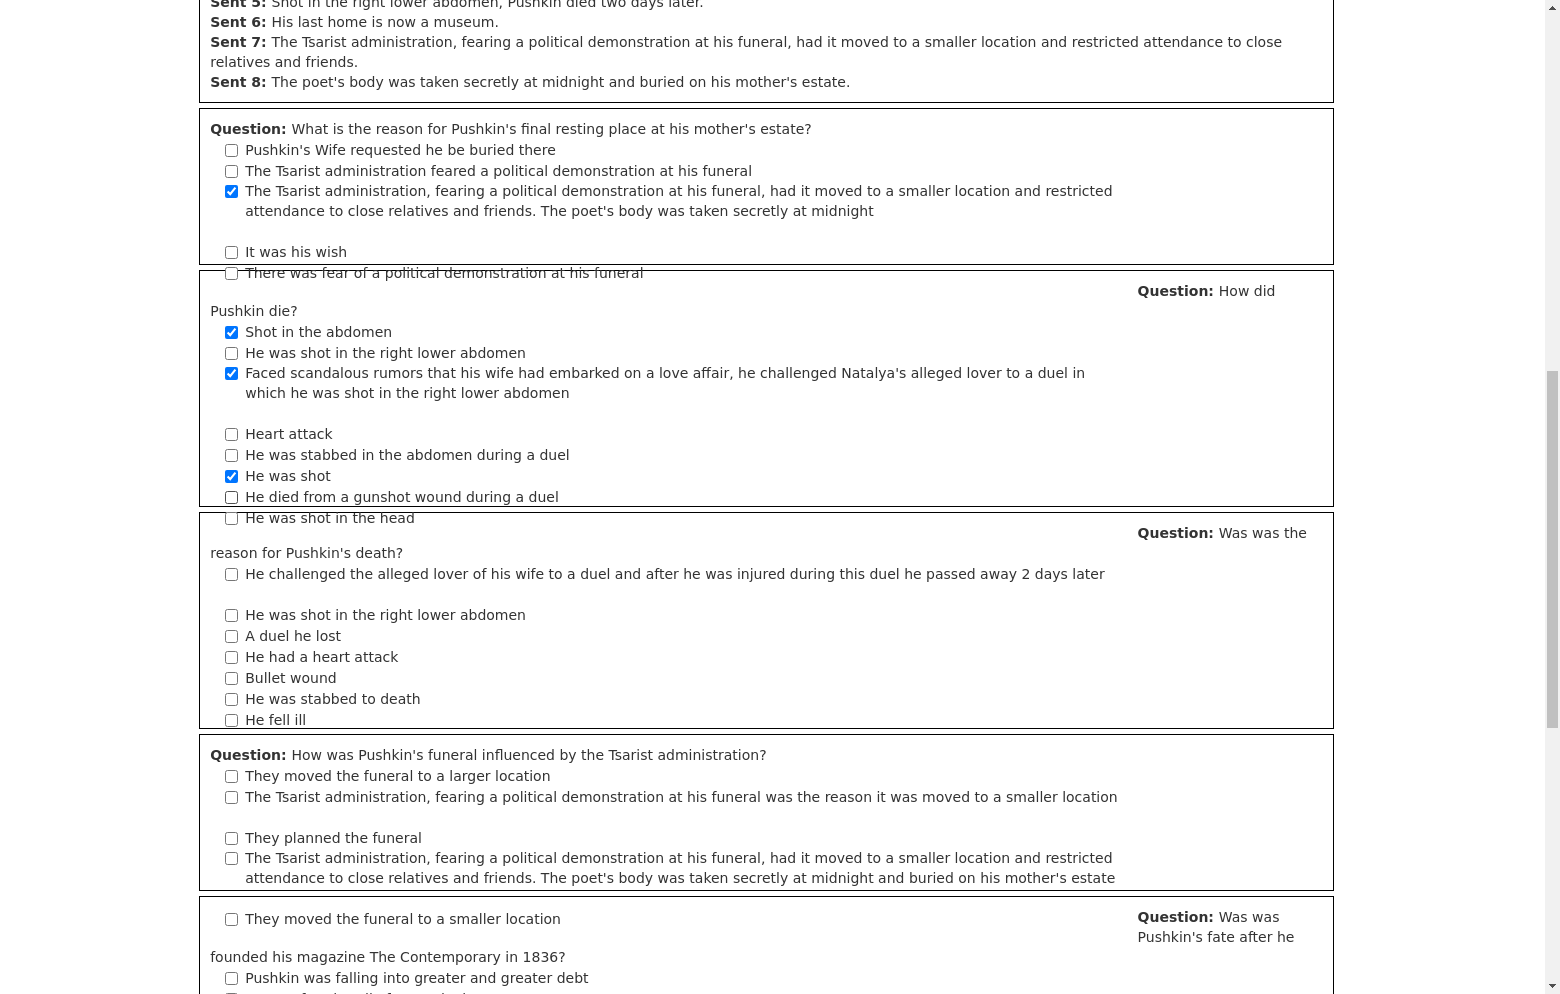 Sent 5: Shot in the right lower abdomen, Pushkin died two days later.
Sent 6: His last home is now a museum.
Sent 7: The Tsarist administration, fearing a political demonstration at his funeral, had it moved to a smaller location and restricted attendance to close
relatives and friends.
Sent 8: The poet's body was taken secretly at midnight and buried on his mother's estate.
Question: What is the reason for Pushkin's final resting place at his mother's estate?
Pushkin's Wife requested he be buried there
The Tsarist administration feared a political demonstration at his funeral
The Tsarist administration, fearing a political demonstration at his funeral, had it moved to a smaller location and restricted
attendance to close relatives and friends. The poet's body was taken secretly at midnight
It was his wish
There was fear of a political demonstration at his funeral
Question: How did
Pushkin die?
Shot in the abdomen
He was shot in the right lower abdomen
Faced scandalous rumors that his wife had embarked on a love affair, he challenged Natalya's alleged lover to a duel in
which he was shot in the right lower abdomen
Heart attack
He was stabbed in the abdomen during a duel
He was shot
He died from a gunshot wound during a duel
He was shot in the head
Question: Was was the
reason for Pushkin's death?
He challenged the alleged lover of his wife to a duel and after he was injured during this duel he passed away 2 days later
He was shot in the right lower abdomen
A duel he lost
He had a heart attack
Bullet wound
He was stabbed to death
He fell ill
Question: How was Pushkin's funeral influenced by the Tsarist administration?
They moved the funeral to a larger location
The Tsarist administration, fearing a political demonstration at his funeral was the reason it was moved to a smaller location
They planned the funeral
The Tsarist administration, fearing a political demonstration at his funeral, had it moved to a smaller location and restricted
attendance to close relatives and friends. The poet's body was taken secretly at midnight and buried on his mother's estate
They moved the funeral to a smaller location
Question: Was was
Pushkin's fate after he
founded his magazine The Contemporary in 1836?
Pushkin was falling into greater and greater debt